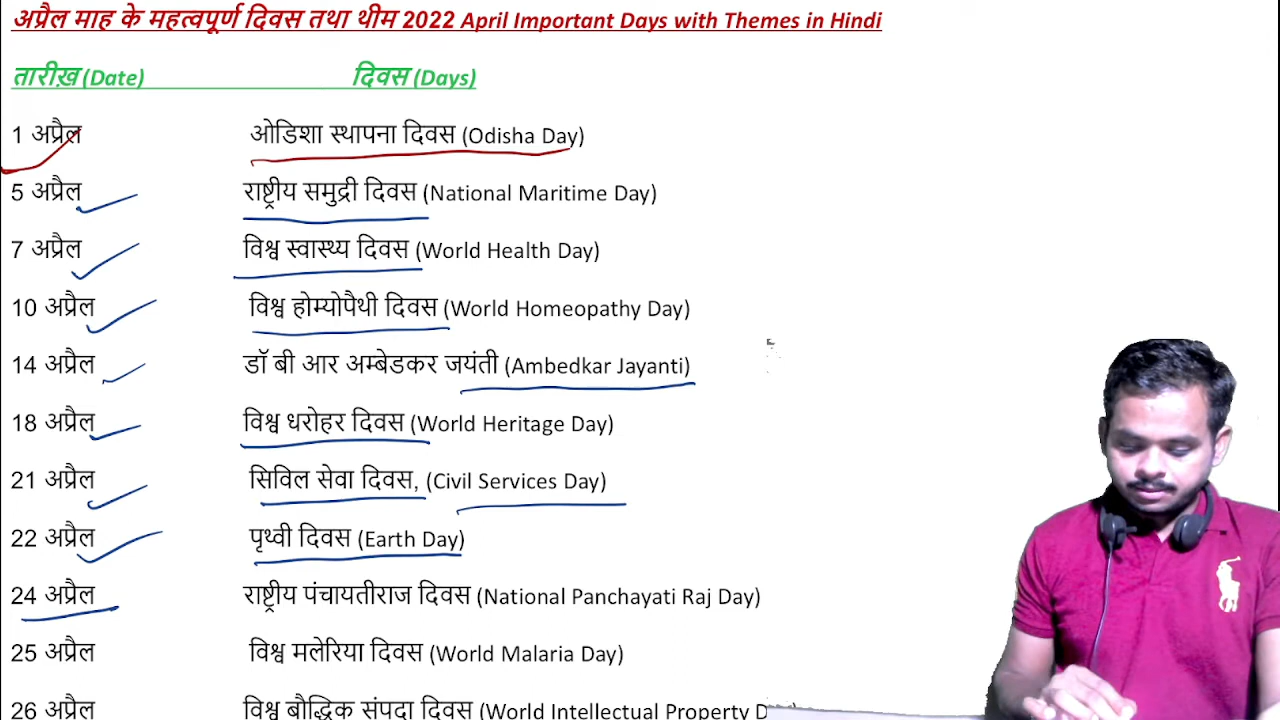 अप्रैल माह के महत्वपूर्ण दिवस तथा थीम 2022 April Important Days with Themes in Hindi
तारीख़ (Date) दिवस (Days)
1 अप्रैल ओडिशा स्थापना दिवस (Odisha Day)
5 अप्रैल राष्ट्रीय समुद्री दिवस (National Maritime Day)
7 अप्रैल विश्व स्वास्थ्य दिवस (World Health Day)
10 अप्रैल विश्व होम्योपैथी दिवस (World Homeopathy Day)
14 अप्रैल डॉ बी आर अम्बेडकर जयंती (Ambedkar Jayanti)
18 अप्रैल विश्व धरोहर दिवस (World Heritage Day)
21 अप्रैल सिविल सेवा दिवस, (Civil Services Day)
22 अप्रैल पृथ्वी दिवस (Earth Day)
24 अप्रैल राष्ट्रीय पंचायतीराज दिवस (National Panchayati Raj Day)
25 अप्रैल विश्व मलेरिया दिवस (World Malaria Day)
26 अप्रैल विश्व बौद्धिक संपदा दिवस (World Intellectual Property